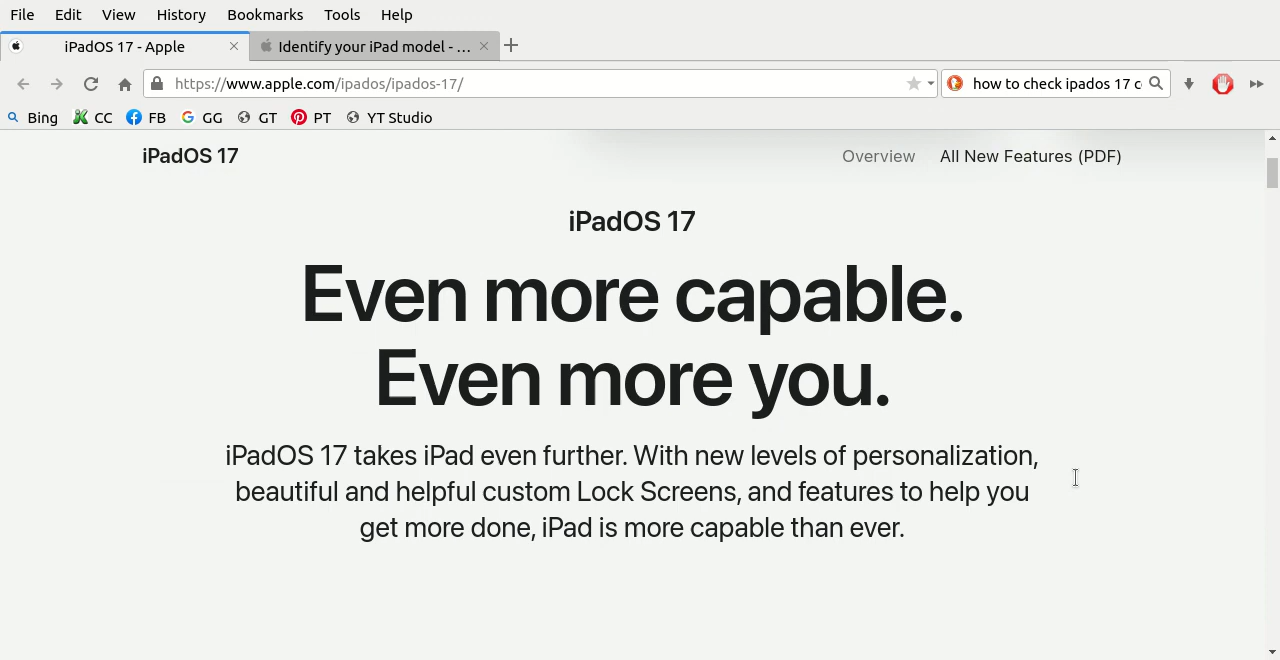 File Edit View History Bookmarks Tools Help
iPadOS 17 - Apple
Identify your iPad model - ...
https://www.apple.com/ipados/ipados-17/
how to check ipados 17 c
Bing CC FB GG GT PT YT Studio
iPadOS 17
Overview All New Features (PDF)
iPadOS 17
Even more capable.
Even more you.
iPadOS 17 takes iPad even further. With new levels of personalization,
beautiful and helpful custom Lock Screens, and features to help you
get more done, iPad is more capable than ever.